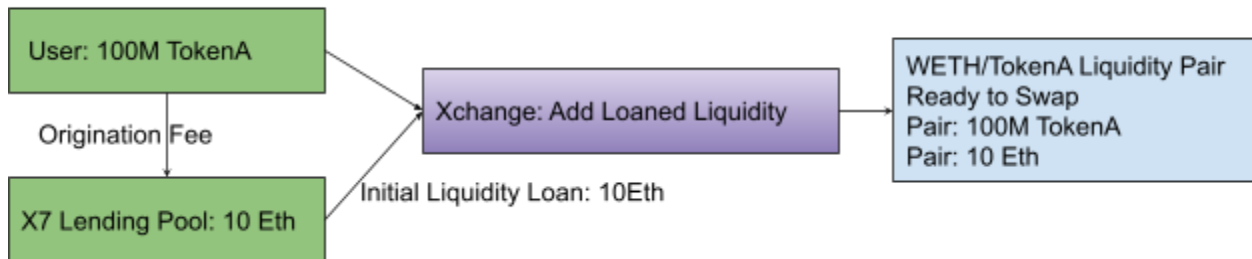 User: 100M TokenA
Origination Fee
X7 Lending Pool: 10 Eth
Initial Liquidity Loan: 10Eth
Xchange: Add Loaned Liquidity
WETH/TokenA Liquidity Pair
Ready to Swap
Pair: 100M TokenA
Pair: 10 Eth